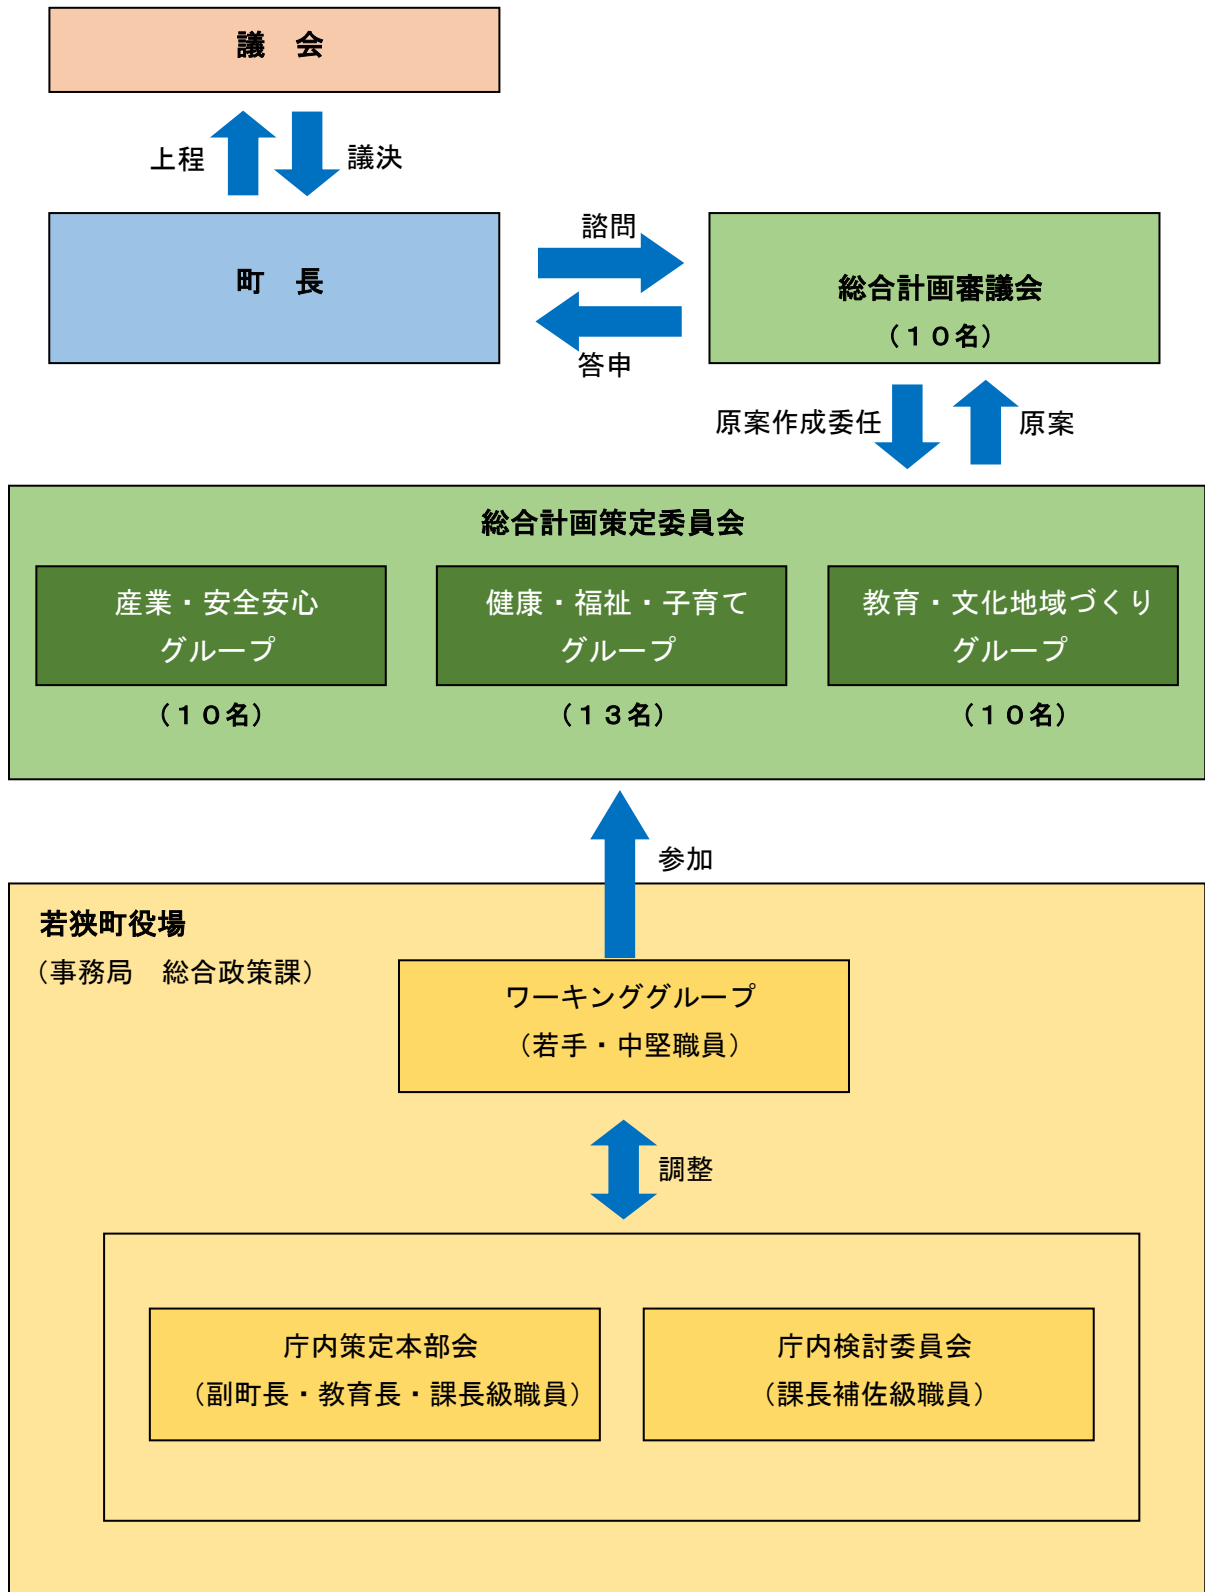 議　会
上程
議決
町　長
諮問
答申
総合計画審議会
（１０名）
原案作成委任
原案
総合計画策定委員会
産業・安全安心
グループ
（１０名）
健康・福祉・子育て
グループ
（１３名）
教育・文化地域づくり
グループ
（１０名）
参加
若狭町役場
（事務局　総合政策課）
ワーキンググループ
（若手・中堅職員）
調整
庁内策定本部会
（副町長・教育長・課長級職員）
庁内検討委員会
（課長補佐級職員）